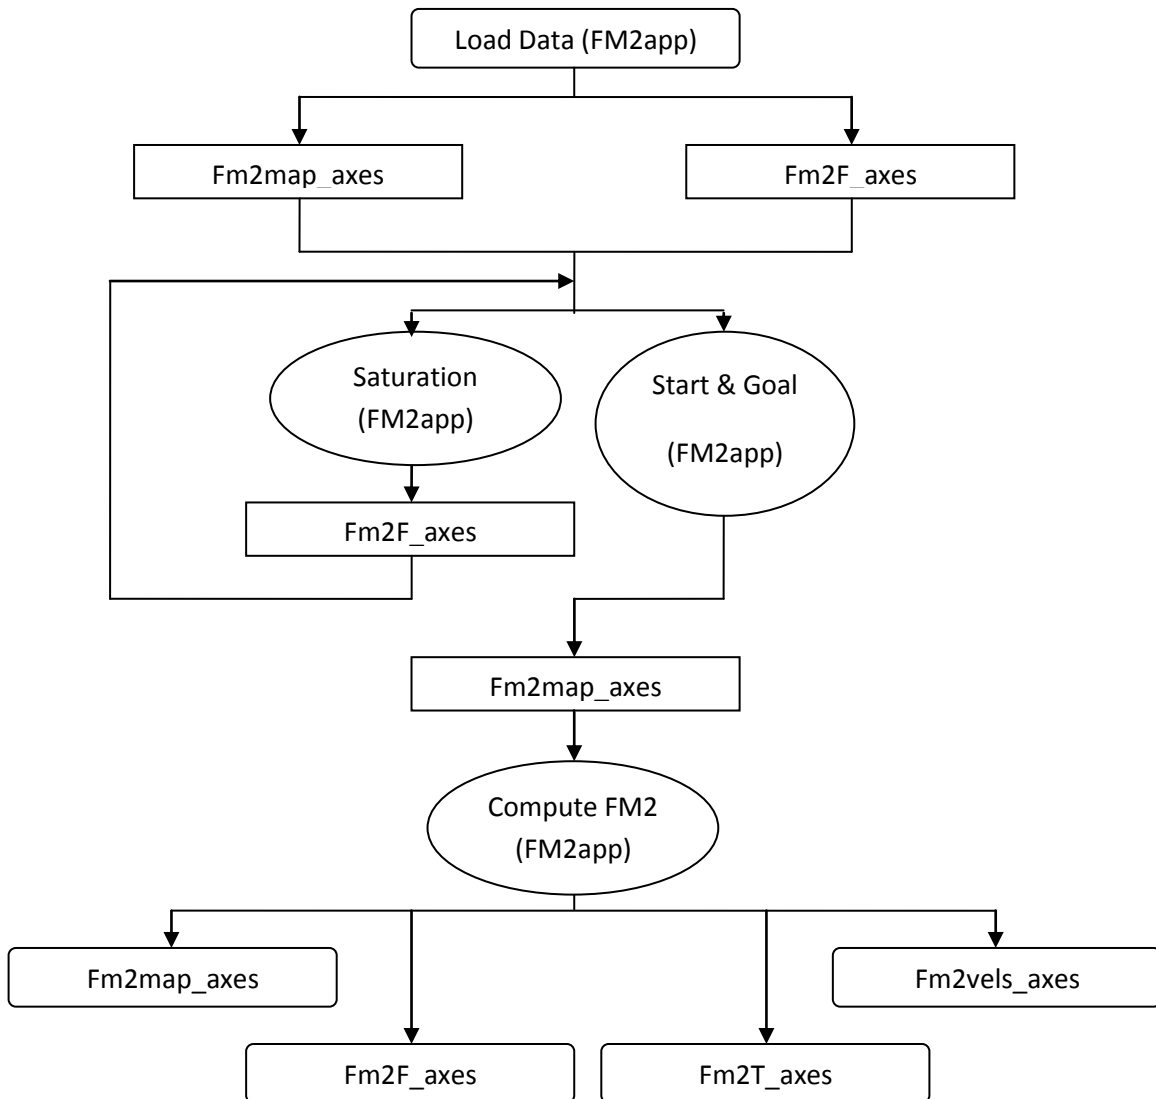 Load Data (FM2app)
Fm2map_axes
Fm2F_axes
Saturation
(FM2app)
Start & Goal
(FM2app)
Fm2F_axes
Fm2map_axes
Compute FM2
(FM2app)
Fm2map_axes
Fm2vels_axes
Fm2F_axes
Fm2T_axes